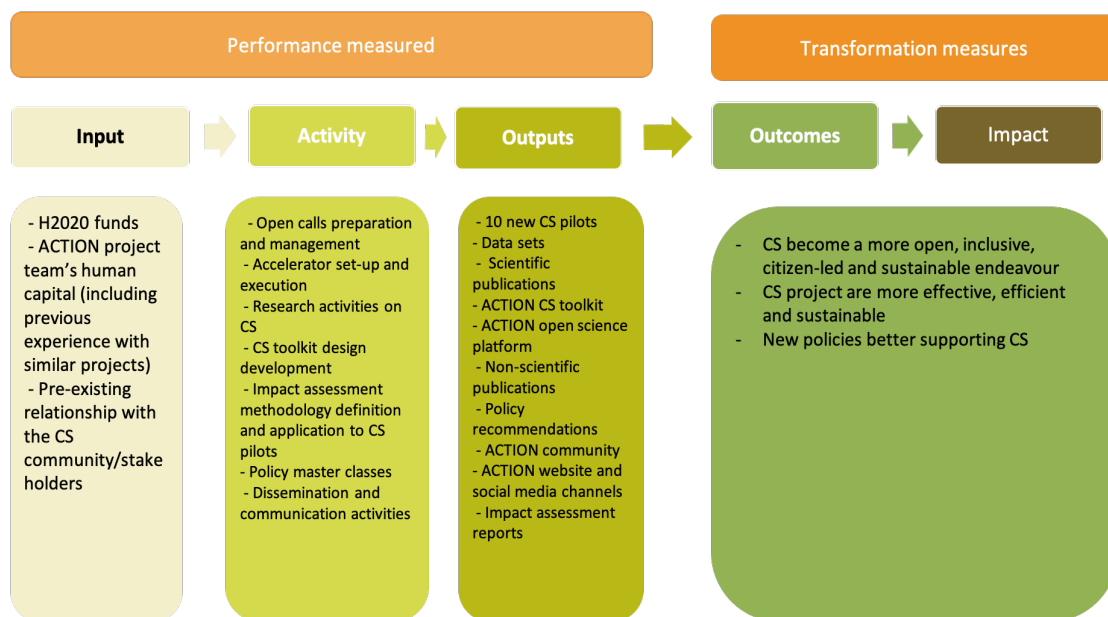 Performance measured
Transformation measures
Input
Activity
Outputs
Outcomes
Impact
- H2020 funds
- ACTION project
team's human
capital (including
previous
experience with
similar projects)
- Pre-existing
relationship with
the CS
community/stake
holders
- Open calls preparation
and management
- Accelerator set-up and
execution
- Research activities on
CS
- CS toolkit design
development
- Impact assessment
methodology definition
and application to CS
pilots
- Policy master classes
- Dissemination and
communication activities
- 10 new CS pilots
- Data sets
- Scientific
publications
- ACTION CS toolkit
- ACTION open science
platform
- Non-scientific
publications
- Policy
recommendations
- ACTION community
- ACTION website and
social media channels
- Impact assessment
reports
- CS become a more open, inclusive,
citizen-led and sustainable endeavour
- CS project are more effective, efficient
and sustainable
- New policies better supporting CS